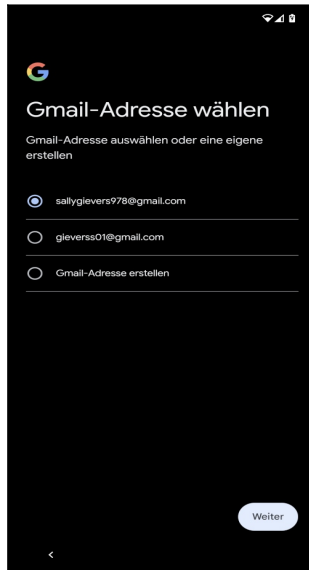 Gmail-Adresse wählen
Gmail-Adresse auswählen oder eine eigene
erstellen
sallygievers978@gmail.com
gieverss01@gmail.com
Gmail-Adresse erstellen
Weiter